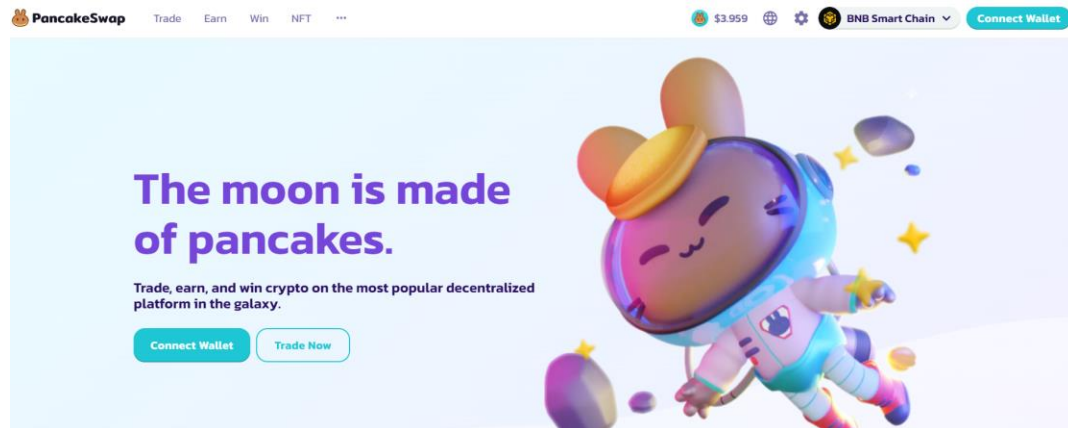 PancakeSwap Trade Earn Win NFT ... $3.959 BNB Smart Chain Connect Wallet
The moon is made
of pancakes.
Trade, earn, and win crypto on the most popular decentralized
platform in the galaxy.
Connect Wallet Trade Now